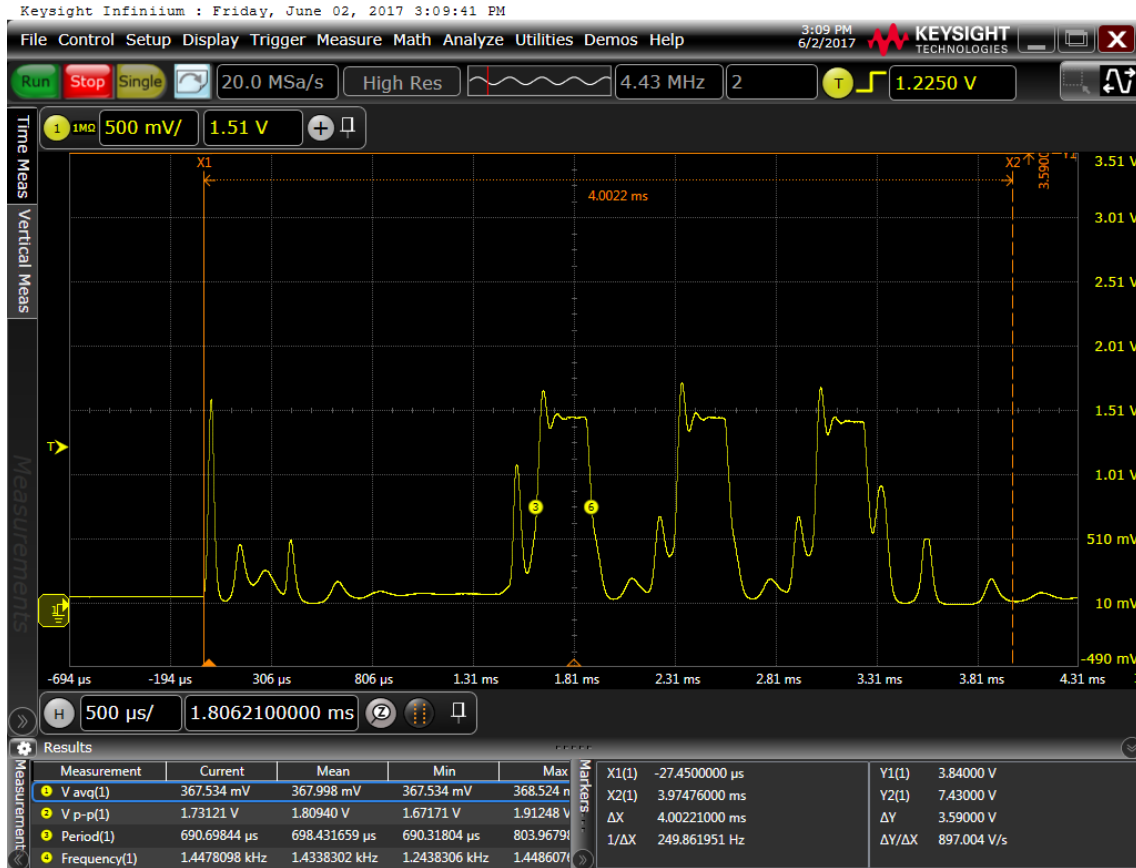 Keysight Infiniium : Friday, June 02, 2017 3:09:41 PM
File Control Setup Display Trigger Measure Math Analyze Utilities Demos Help
3:09 PM
6/2/2017
KEYSIGHT
TECHNOLOGIES
Run Stop Single 20.0 MSa/s High Res 4.43 MHz 2 T 1.2250 V
1 1MΩ 500 mV/ 1.51 V
Time Meas
Vertical Meas
Measurements
X1 X2
4.0022 ms
3.5900
3.51 V
3.01 V
2.51 V
2.01 V
1.51 V
T
1.01 V
3 6
510 mV
1
10 mV
-490 mV
-694 µs -194 µs 306 µs 806 µs 1.31 ms 1.81 ms 2.31 ms 2.81 ms 3.31 ms 3.81 ms 4.31 ms
H 500 µs/ 1.8062100000 ms Z
Results
Measurement Current Mean Min Max
1 V avg(1) 367.534 mV 367.998 mV 367.534 mV 368.524 m
2 V p-p(1) 1.73121 V 1.80940 V 1.67171 V 1.91248 V
3 Period(1) 690.69844 µs 698.431659 µs 690.31804 µs 803.96798
4 Frequency(1) 1.4478098 kHz 1.4338302 kHz 1.2438306 kHz 1.448607
Measurement
Markers
X1(1) -27.4500000 µs Y1(1) 3.84000 V
X2(1) 3.97476000 ms Y2(1) 7.43000 V
ΔX 4.00221000 ms ΔY 3.59000 V
1/ΔX 249.861951 Hz ΔY/ΔX 897.004 V/s